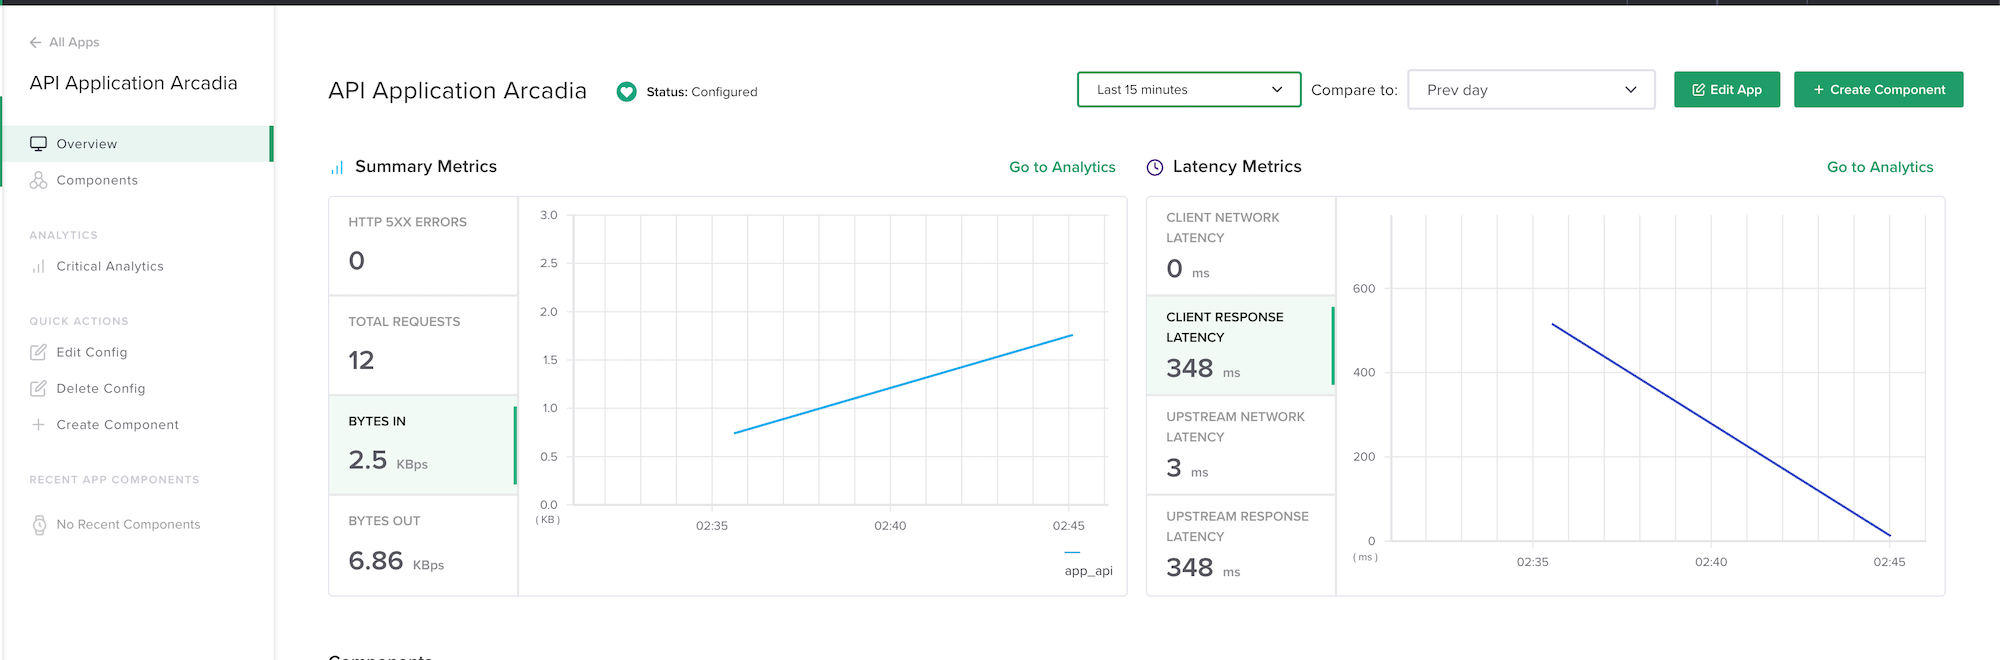 All Apps
API Application Arcadia
Overview
Components
ANALYTICS
Critical Analytics
QUICK ACTIONS
Edit Config
Delete Config
Create Component
RECENT APP COMPONENTS
No Recent Components
API Application Arcadia
Status: Configured
Last 15 minutes
Compare to:
Prev day
Edit App
+ Create Component
Summary Metrics
Go to Analytics
HTTP 5XX ERRORS
0
TOTAL REQUESTS
12
BYTES IN
2.5 KBps
BYTES OUT
6.86 KBps
3.0
2.5
2.0
1.5
1.0
0.5
0.0
( KB )
02:35
02:40
02:45
app_api
Latency Metrics
Go to Analytics
CLIENT NETWORK
LATENCY
0 ms
CLIENT RESPONSE
LATENCY
348 ms
UPSTREAM NETWORK
LATENCY
3 ms
UPSTREAM RESPONSE
LATENCY
348 ms
600
400
200
0
( ms )
02:35
02:40
02:45
Components